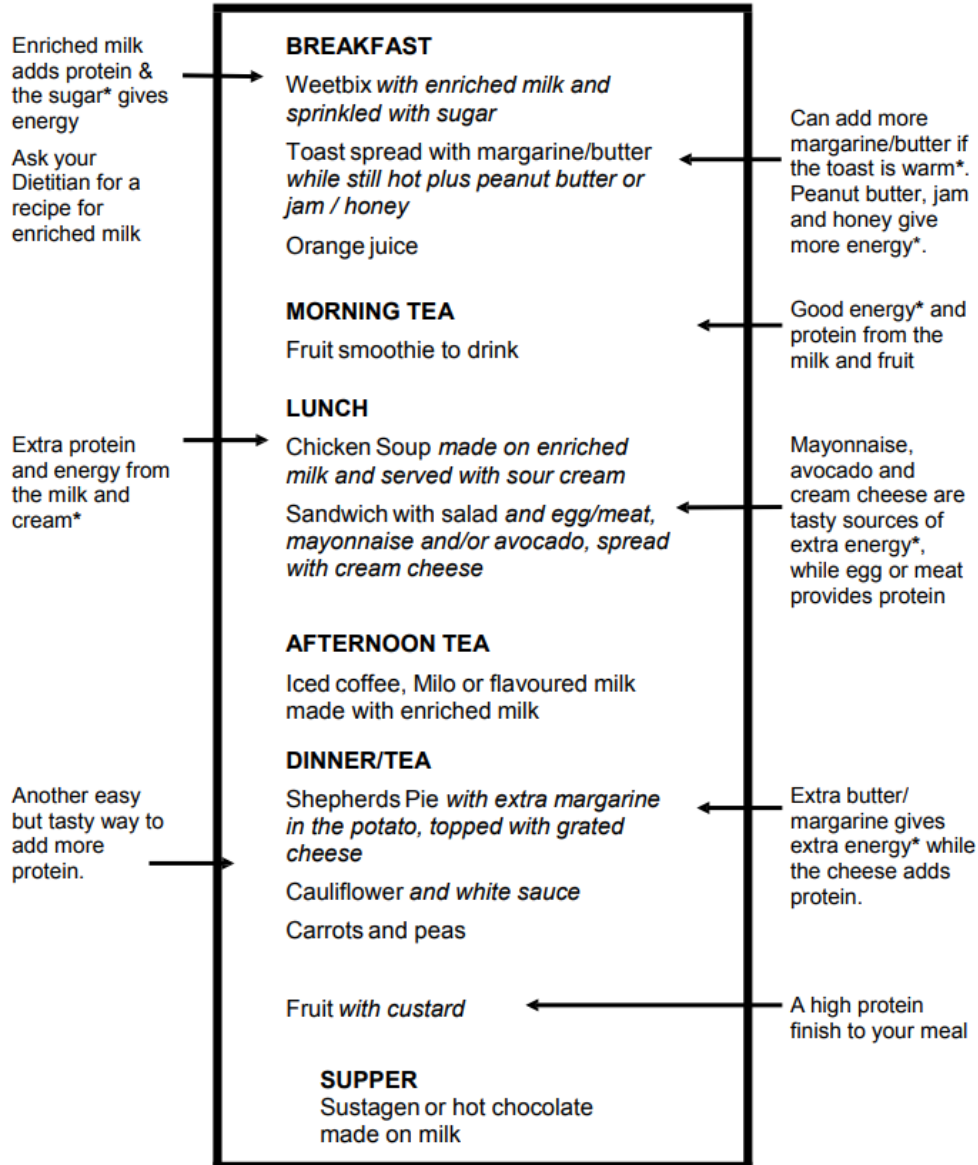 Enriched milk
adds protein &
the sugar* gives
energy
Ask your
Dietitian for a
recipe for
enriched milk
BREAKFAST
Weetbix with enriched milk and
sprinkled with sugar
Toast spread with margarine/butter
while still hot plus peanut butter or
jam / honey
Orange juice
Can add more
margarine/butter if
the toast is warm*.
Peanut butter, jam
and honey give
more energy*.
MORNING TEA
Fruit smoothie to drink
Good energy* and
protein from the
milk and fruit
Extra protein
and energy from
the milk and
cream*
LUNCH
Chicken Soup made on enriched
milk and served with sour cream
Sandwich with salad and egg/meat,
mayonnaise and/or avocado, spread
with cream cheese
Mayonnaise,
avocado and
cream cheese are
tasty sources of
extra energy*,
while egg or meat
provides protein
AFTERNOON TEA
Iced coffee, Milo or flavoured milk
made with enriched milk
Another easy
but tasty way to
add more
protein.
DINNER/TEA
Shepherds Pie with extra margarine
in the potato, topped with grated
cheese
Cauliflower and white sauce
Carrots and peas
Fruit with custard
Extra butter/
margarine gives
extra energy* while
the cheese adds
protein.
A high protein
finish to your meal
SUPPER
Sustagen or hot chocolate
made on milk